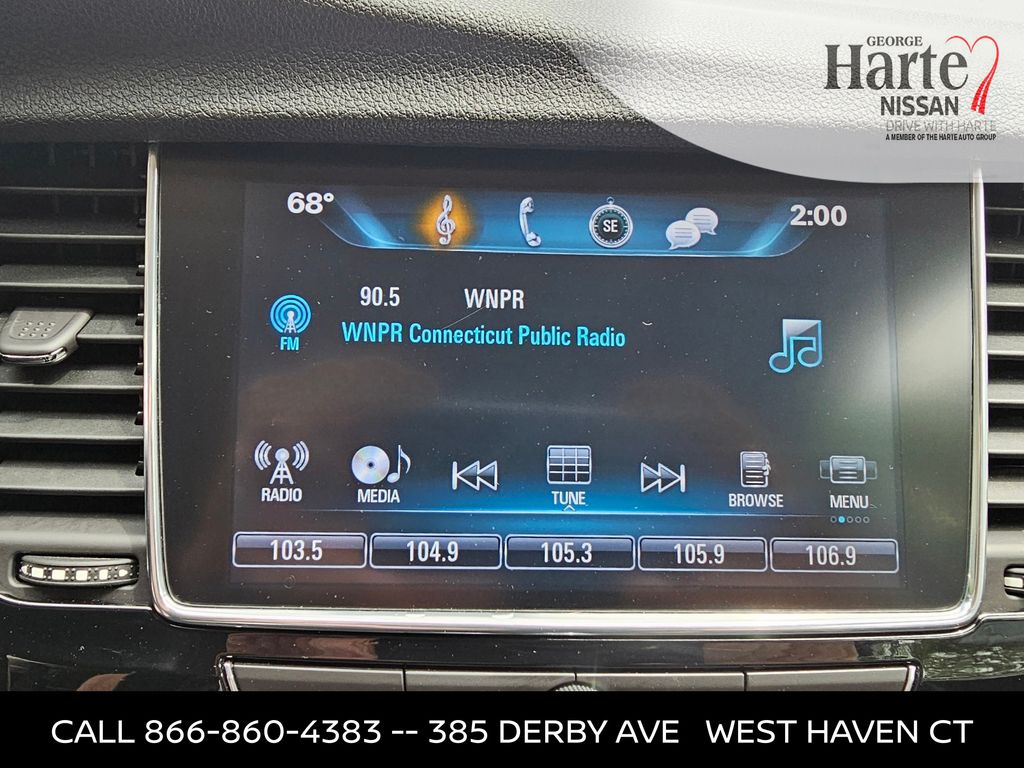 GEORGE
Harte
NISSAN
DRIVE WITH HARTE
A MEMBER OF THE HARTE AUTO GROUP
68° SE 2:00
90.5 WNPR
FM WNPR Connecticut Public Radio
RADIO MEDIA TUNE BROWSE MENU
103.5 104.9 105.3 105.9 106.9
CALL 866-860-4383 -- 385 DERBY AVE WEST HAVEN CT